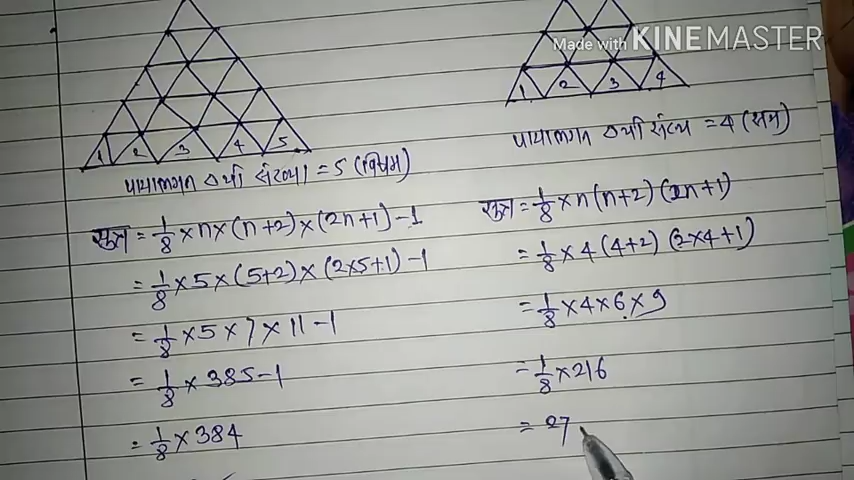 Made with KINEMASTER
1 2 3 4 5
पायालगत Δ ची संख्या = 5 (विषम)
सुत्र = 1/8 × n × (n+2) × (2n+1) - 1
= 1/8 × 5 × (5+2) × (2×5+1) - 1
= 1/8 × 5 × 7 × 11 - 1
= 1/8 × 385 - 1
= 1/8 × 384
1 2 3 4
पायालगत Δ ची संख्या = 4 (सम)
सुत्र = 1/8 × n (n+2) (2n+1)
= 1/8 × 4 (4+2) (2×4+1)
= 1/8 × 4 × 6 × 9
= 1/8 × 216
= 27